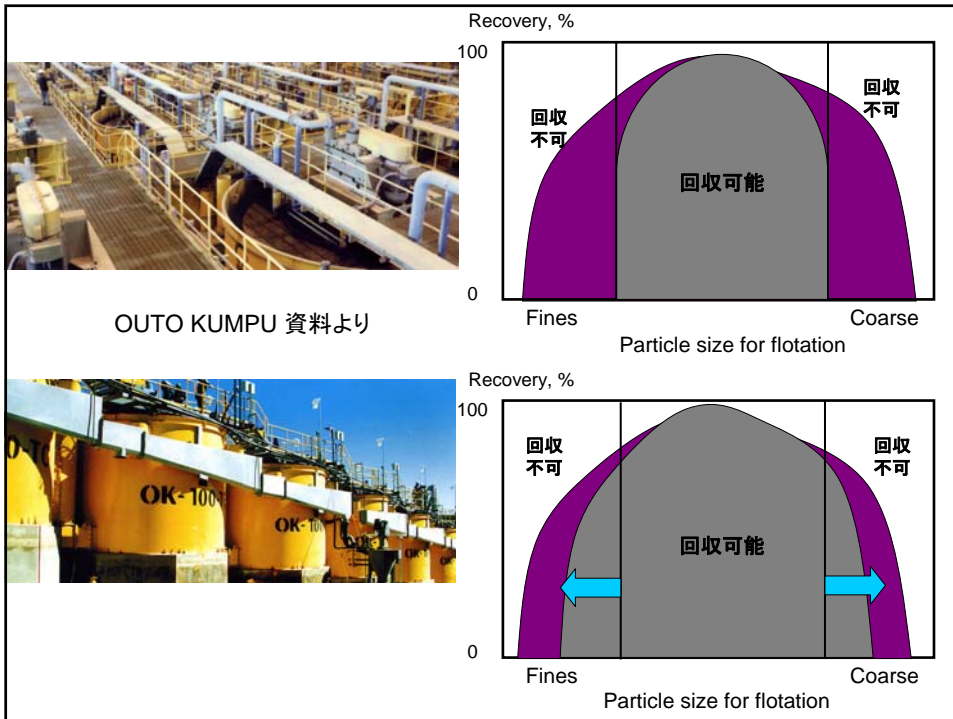 Recovery, %
100
回収
不可
回収
不可
回収可能
0
Fines
Coarse
Particle size for flotation
OUTO KUMPU 資料より
Recovery, %
100
回収
不可
回収
不可
回収可能
0
Fines
Coarse
Particle size for flotation
OK-100
OK-100